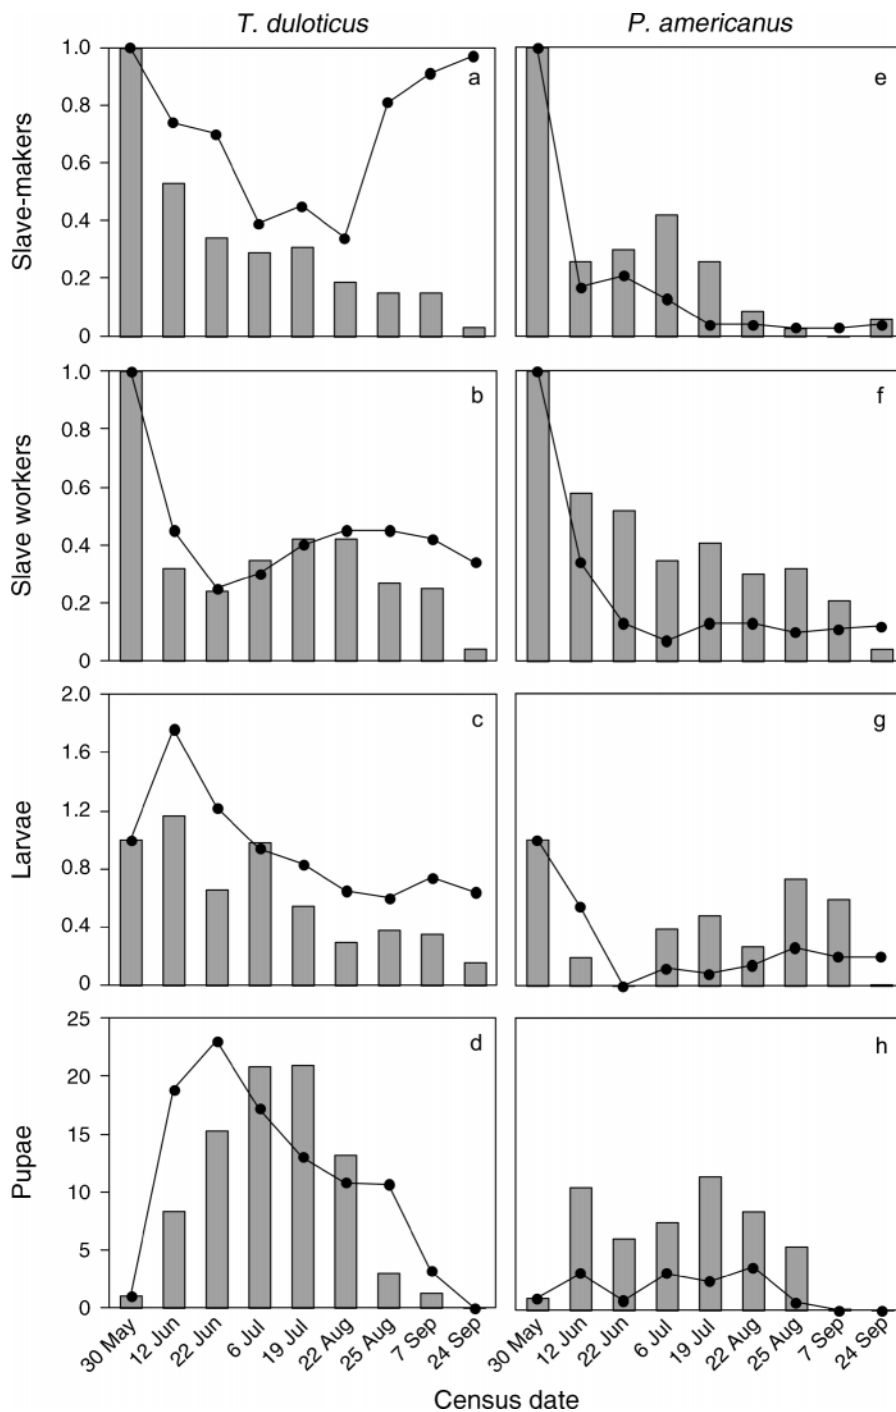 T. duloticus
P. americanus
Slave-makers
1.0
0.8
0.6
0.4
0.2
0
a
e
Slave workers
1.0
0.8
0.6
0.4
0.2
0
b
f
Larvae
2.0
1.6
1.2
0.8
0.4
0
c
g
Pupae
25
20
15
10
5
0
d
h
30 May
12 Jun
22 Jun
6 Jul
19 Jul
22 Aug
25 Aug
7 Sep
24 Sep
30 May
12 Jun
22 Jun
6 Jul
19 Jul
22 Aug
25 Aug
7 Sep
24 Sep
Census date